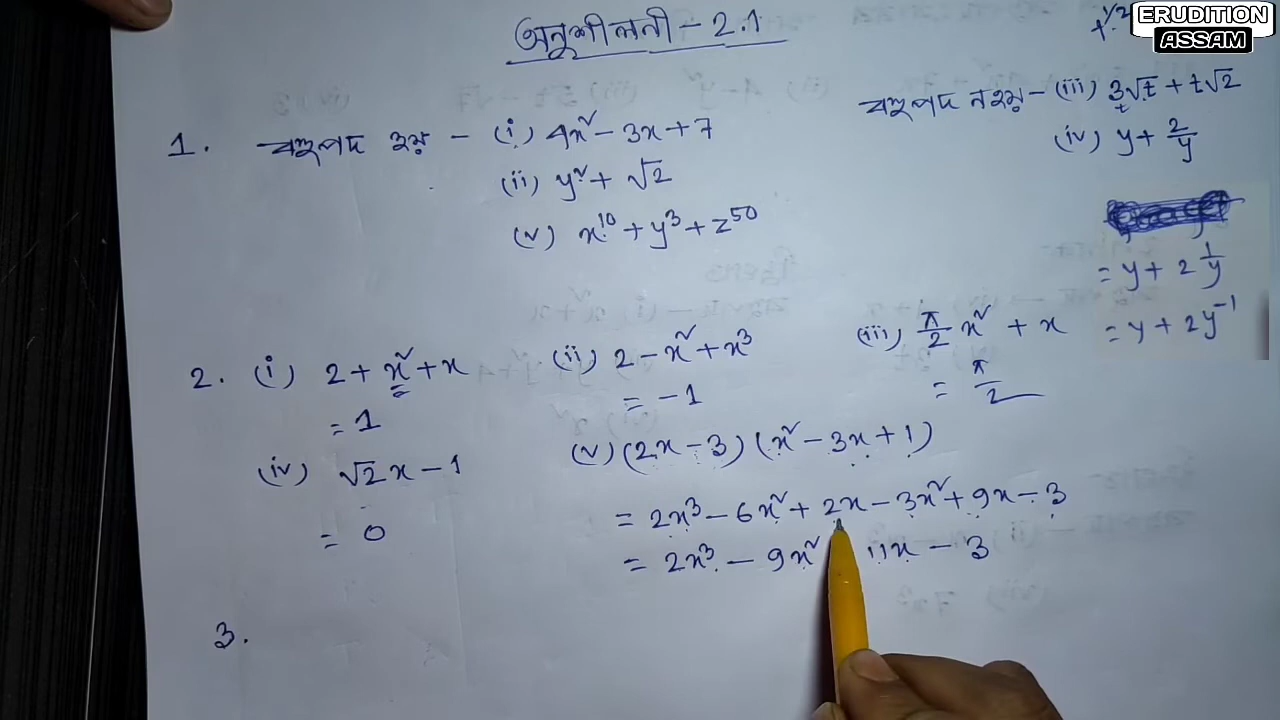 অনুশীলনী - 2.1
ERUDITION
ASSAM
1. বহুপদ হয় - (i) 4x² - 3x + 7
(ii) y² + √2
(v) x¹⁰ + y³ + z⁵⁰
বহুপদ নহয় - (iii) 3√t + t√2
(iv) y + 2/y
= y + 2 1/y
= y + 2y⁻¹
2. (i) 2 + x² + x
= 1
(ii) 2 - x² + x³
= -1
(iii) π/2 x² + x
= π/2
(iv) √2x - 1
= 0
(v) (2x - 3) (x² - 3x + 1)
= 2x³ - 6x² + 2x - 3x² + 9x - 3
= 2x³ - 9x² 11x - 3
3.